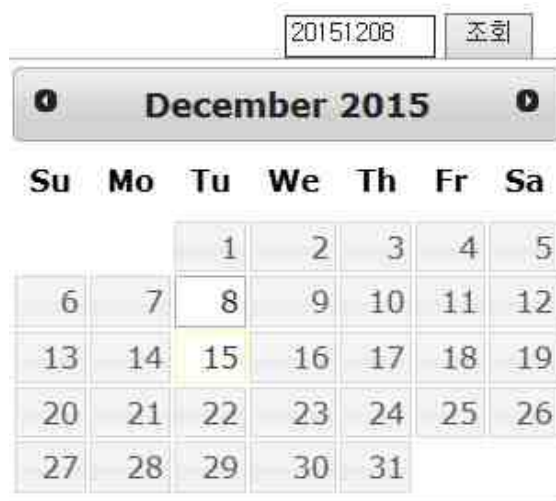 20151208 조회
December 2015
Su Mo Tu We Th Fr Sa
1 2 3 4 5
6 7 8 9 10 11 12
13 14 15 16 17 18 19
20 21 22 23 24 25 26
27 28 29 30 31